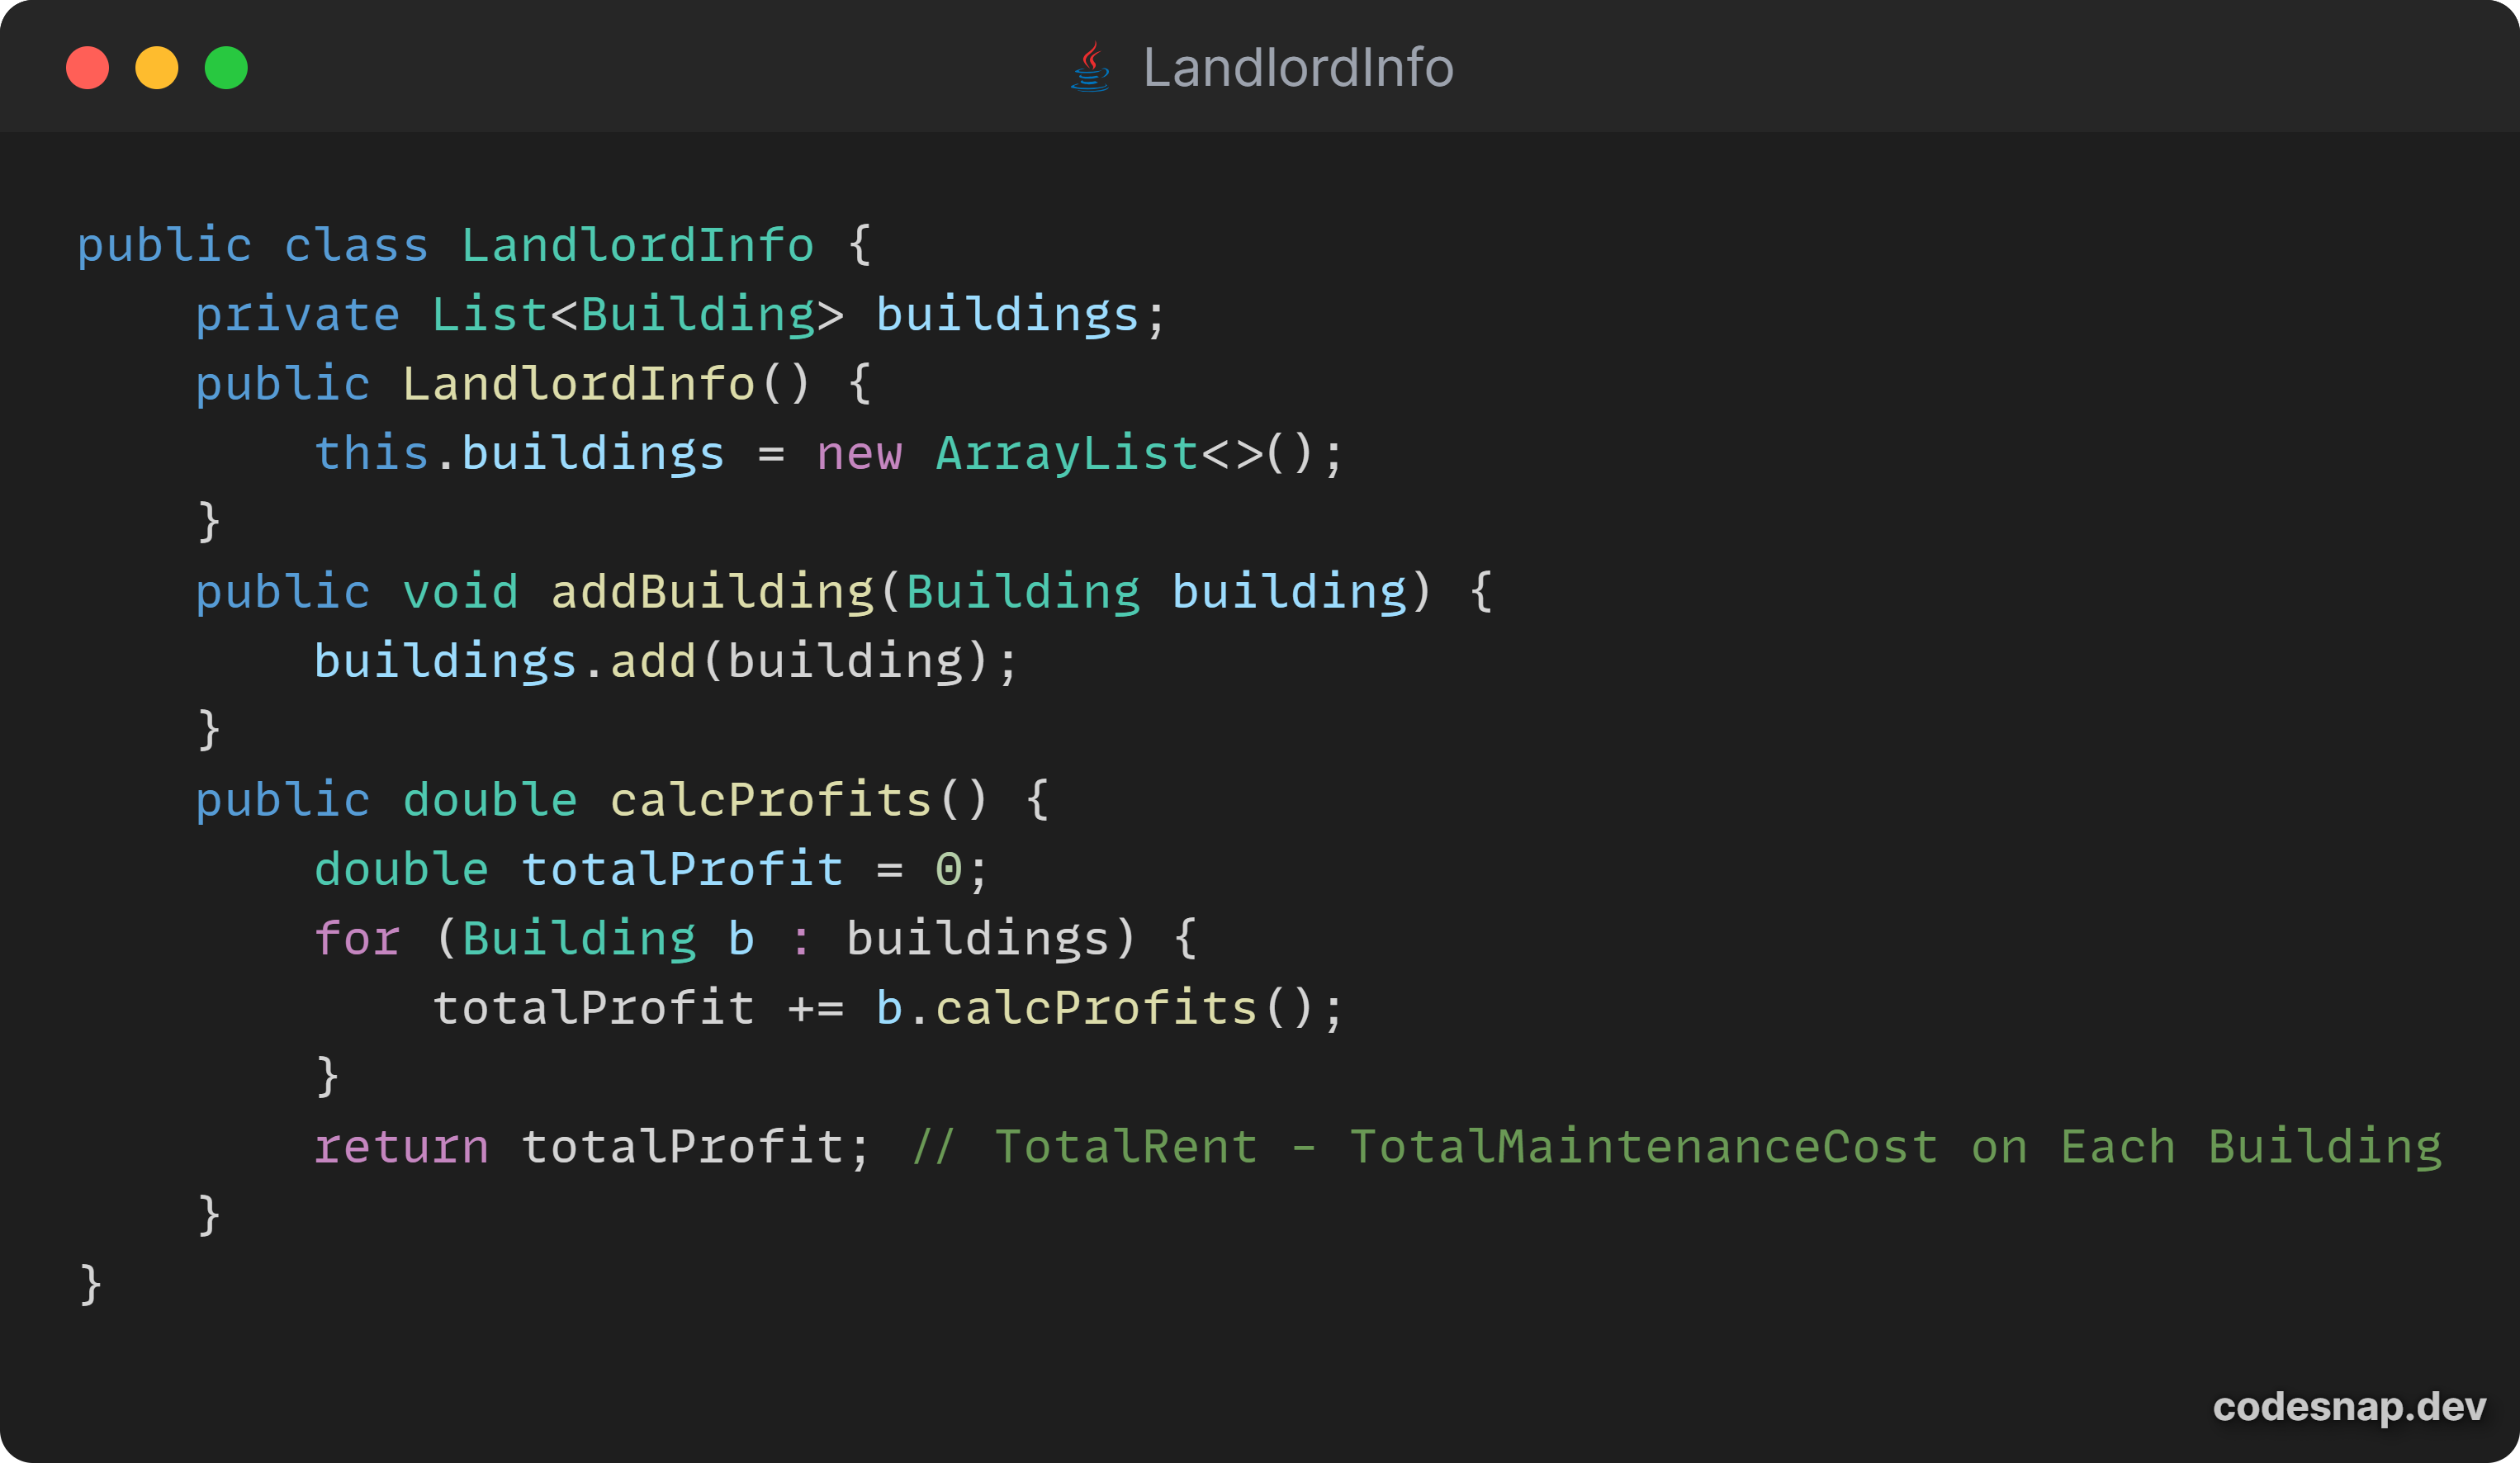 LandlordInfo
public class LandlordInfo {
    private List<Building> buildings;
    public LandlordInfo() {
        this.buildings = new ArrayList<>();
    }
    public void addBuilding(Building building) {
        buildings.add(building);
    }
    public double calcProfits() {
        double totalProfit = 0;
        for (Building b : buildings) {
            totalProfit += b.calcProfits();
        }
        return totalProfit; // TotalRent - TotalMaintenanceCost on Each Building
    }
}
codesnap.dev